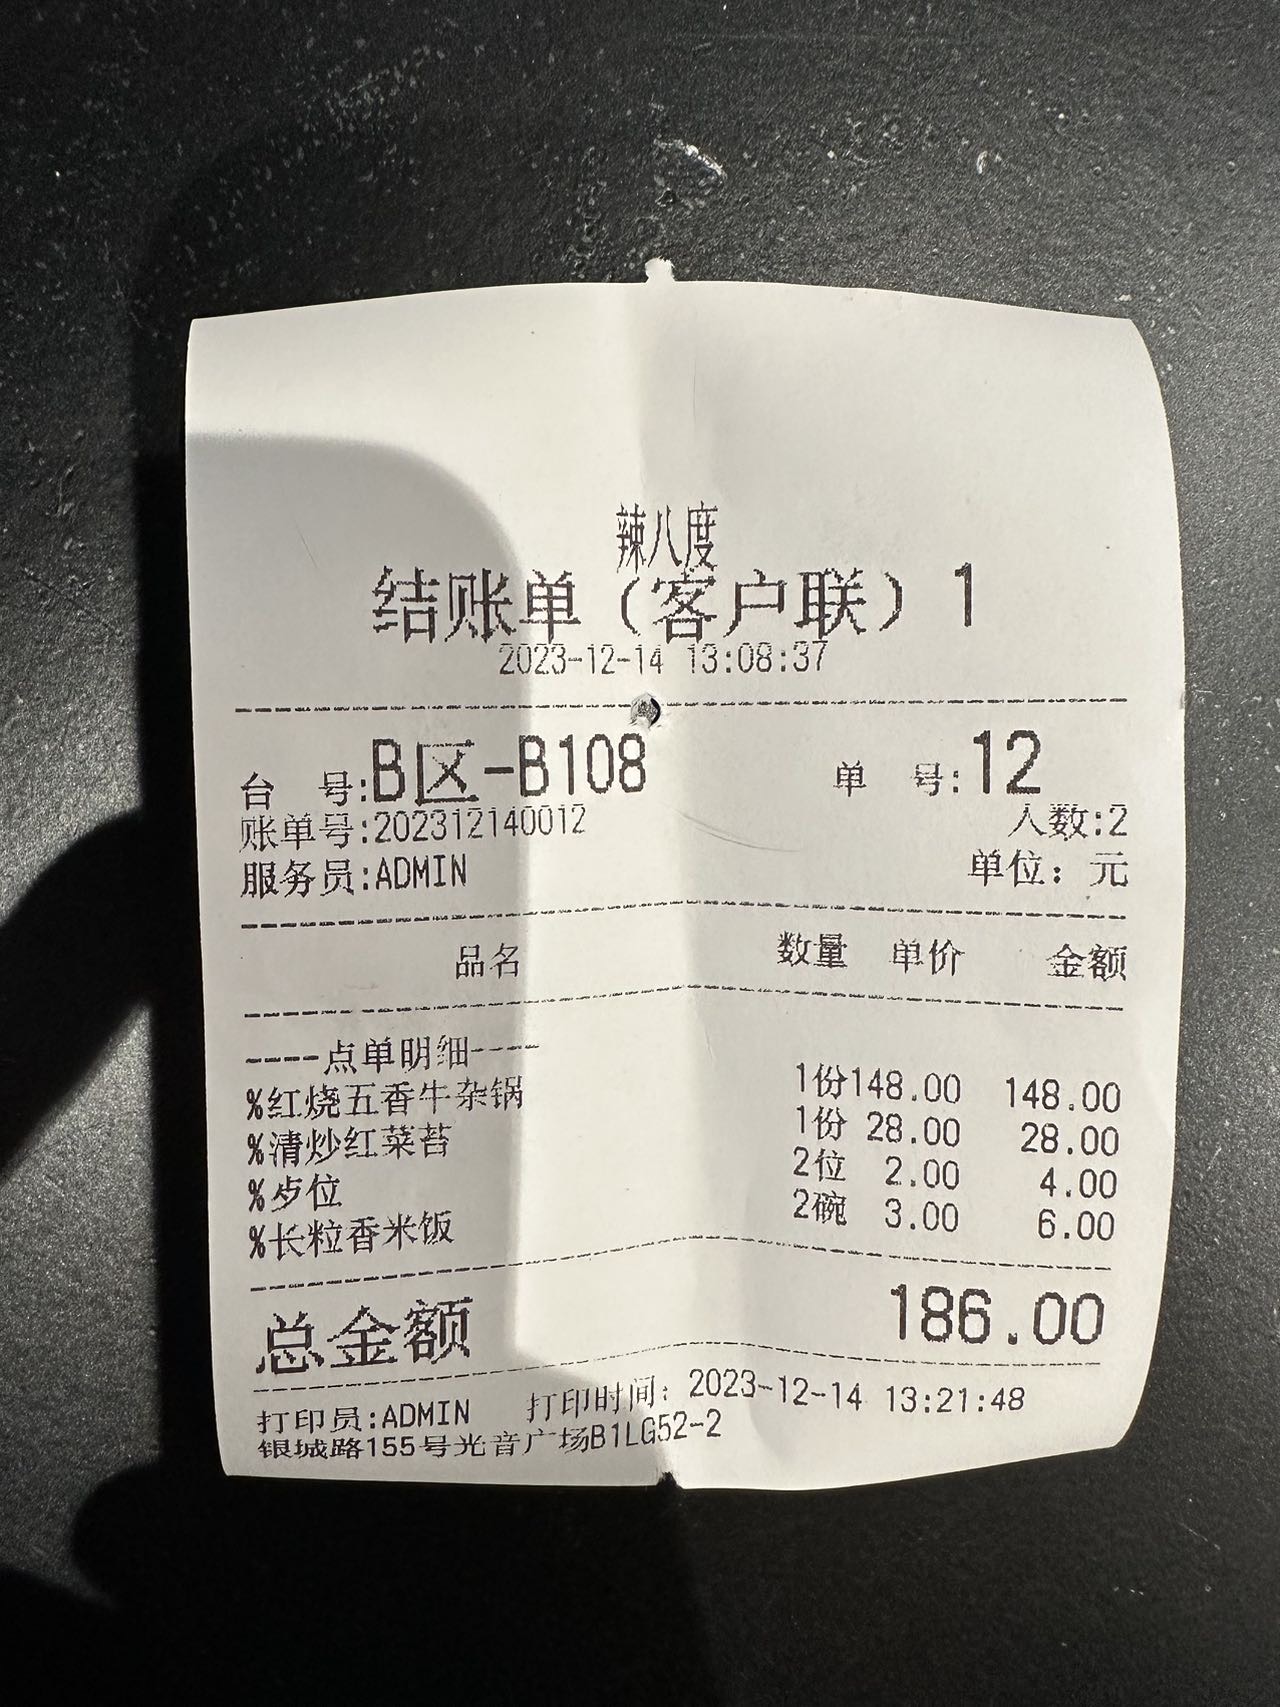 辣八度
结账单（客户联）1
2023-12-14 13:08:37
台 号:B区-B108 单 号:12
账单号:202312140012 人数:2
服务员:ADMIN 单位：元
品名 数量 单价 金额
----点单明细----
%红烧五香牛杂锅 1份148.00 148.00
%清炒红菜苔 1份 28.00 28.00
%歺位 2位 2.00 4.00
%长粒香米饭 2碗 3.00 6.00
总金额 186.00
打印员:ADMIN 打印时间：2023-12-14 13:21:48
银城路155号光音广场B1LG52-2